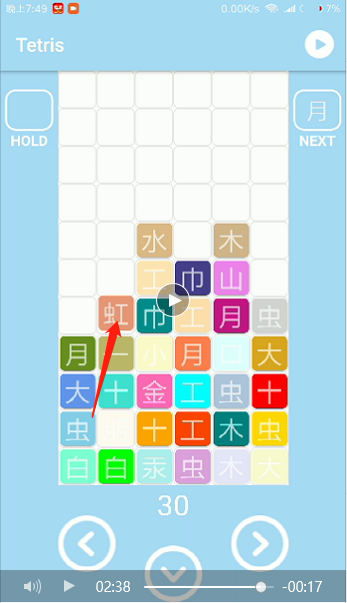 晚上7:49 0.00K/s 7%
Tetris
月
HOLD
NEXT
水 木
工 巾 山
虹 工 月 虫
月 一 小 月 口 大
大 十 金 工 虫 十
虫 十 工 木 虫
白 白 汞 虫 木 大
30
02:38 -00:17